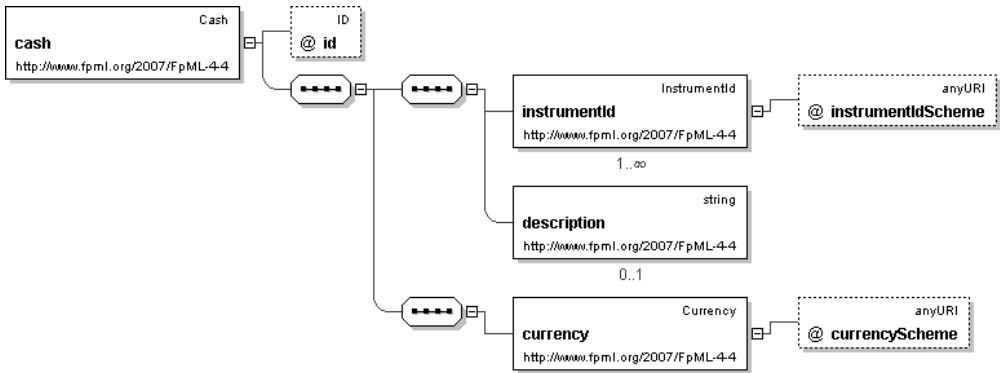 Cash
cash
http://www.fpml.org/2007/FpML-4-4
ID
@ id
InstrumentId
instrumentId
http://www.fpml.org/2007/FpML-4-4
1..∞
anyURI
@ instrumentIdScheme
string
description
http://www.fpml.org/2007/FpML-4-4
0..1
Currency
currency
http://www.fpml.org/2007/FpML-4-4
anyURI
@ currencyScheme